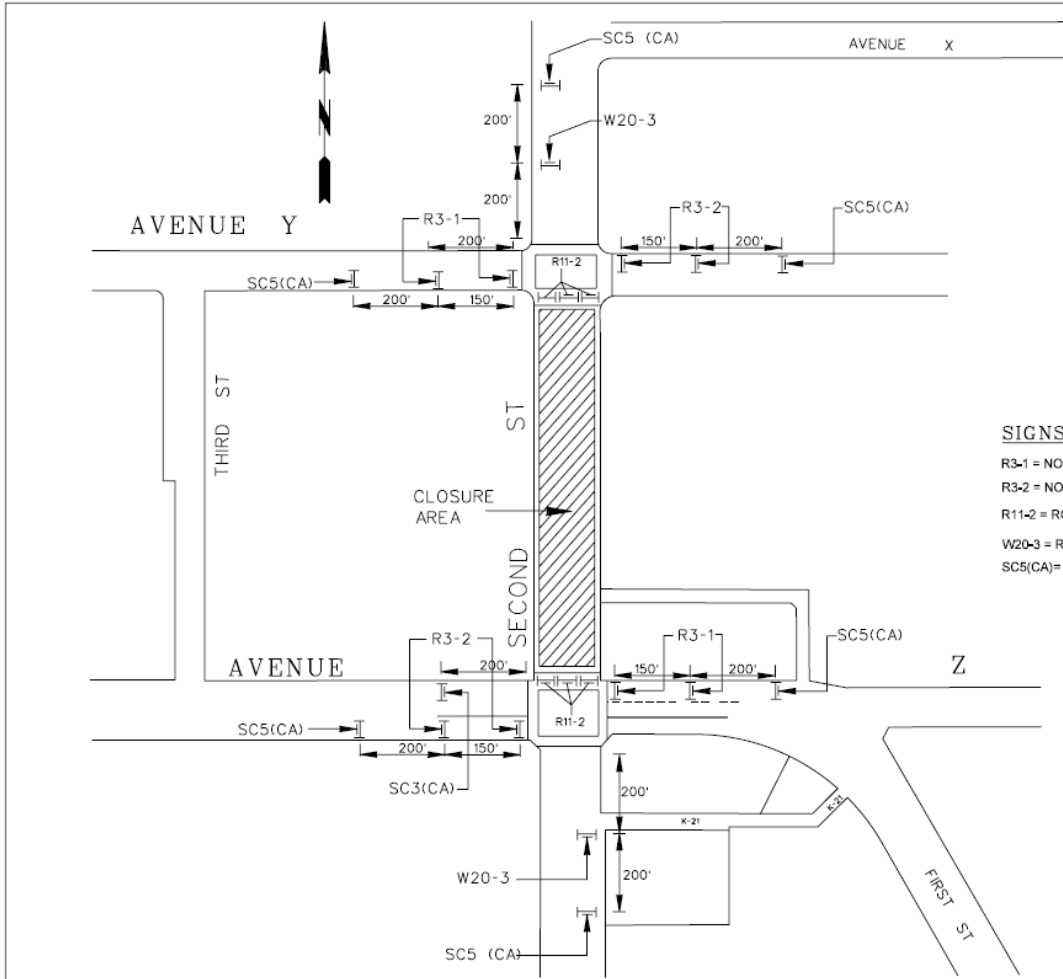 SC5 (CA)
AVENUE X
200'
W20-3
N
200'
AVENUE Y
R3-1
200'
R3-2
150'
200'
SC5(CA)
R11-2
SC5(CA)
200'
150'
THIRD ST
SECOND ST
CLOSURE
AREA
SIGNS
R3-1 = NO
R3-2 = NO
R11-2 = R
W20-3 = R
SC5(CA)=
R3-2
200'
AVENUE
R3-1
150'
200'
SC5(CA)
Z
R11-2
SC5(CA)
200'
150'
SC3(CA)
200'
K-21
K-21
W20-3
200'
FIRST ST
SC5 (CA)